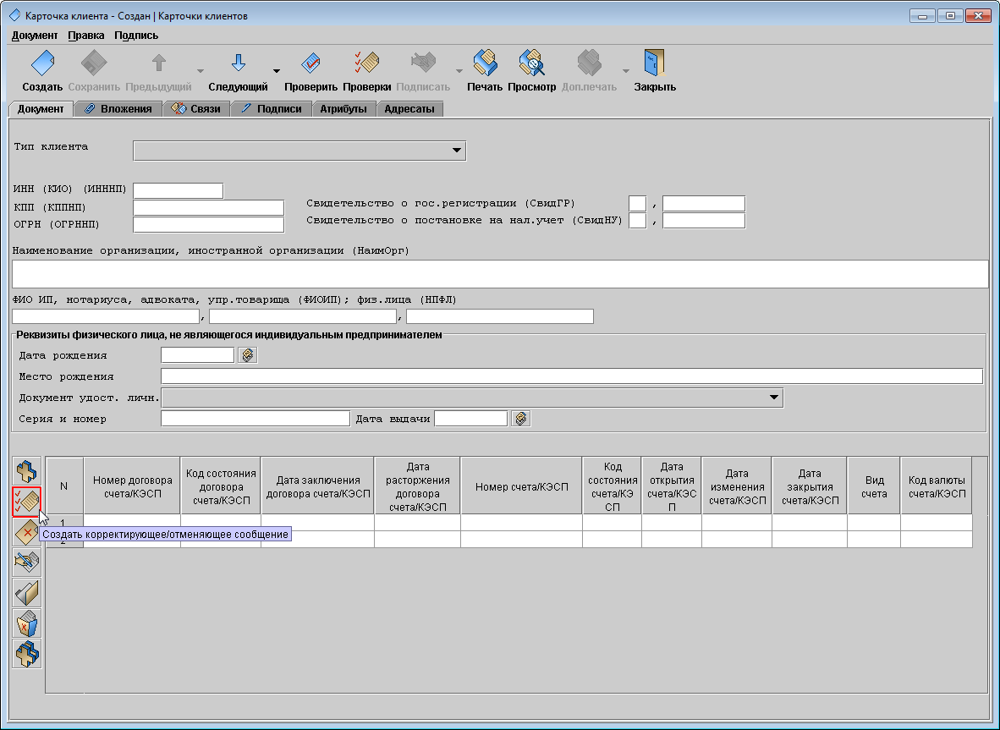 Карточка клиента - Создан | Карточки клиентов
Документ Правка Подпись
Создать Сохранить Предыдущий Следующий Проверить Проверки Подписать Печать Просмотр Доп.печать Закрыть
Документ Вложения Связи Подписи Атрибуты Адресаты
Тип клиента
ИНН (КИО) (ИНННП)
КПП (КППНП)
Свидетельство о гос.регистрации (СвидГР) ,
ОГРН (ОГРННП)
Свидетельство о постановке на нал.учет (СвидНУ) ,
Наименование организации, иностранной организации (НаимОрг)
ФИО ИП, нотариуса, адвоката, упр.товарища (ФИОИП); физ.лица (НПФЛ)
, ,
Реквизиты физического лица, не являющегося индивидуальным предпринимателем
Дата рождения
Место рождения
Документ удост. личн.
Серия и номер Дата выдачи
N
Номер договора
счета/КЭСП
Код состояния
договора
счета/КЭСП
Дата заключения
договора счета/КЭСП
Дата
расторжения
договора
счета/КЭСП
Номер счета/КЭСП
Код
состояния
счета/КЭ
СП
Дата
открытия
счета/КЭС
П
Дата
изменения
счета/КЭСП
Дата
закрытия
счета/КЭСП
Вид
счета
Код валюты
счета/КЭСП
1
Создать корректирующее/отменяющее сообщение
2